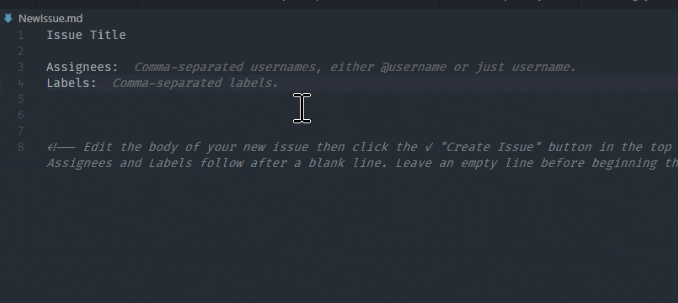 NewIssue.md
1 Issue Title
2
3 Assignees: Comma-separated usernames, either @username or just username.
4 Labels: Comma-separated labels.
5
6
7
8 <!-- Edit the body of your new issue then click the ✓ "Create Issue" button in the top
Assignees and Labels follow after a blank line. Leave an empty line before beginning